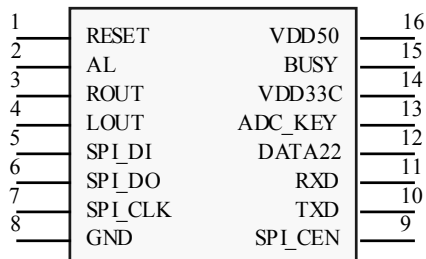 1 RESET VDD50 16
2 AL BUSY 15
3 ROUT VDD33C 14
4 LOUT ADC_KEY 13
5 SPI_DI DATA22 12
6 SPI_DO RXD 11
7 SPI_CLK TXD 10
8 GND SPI_CEN 9